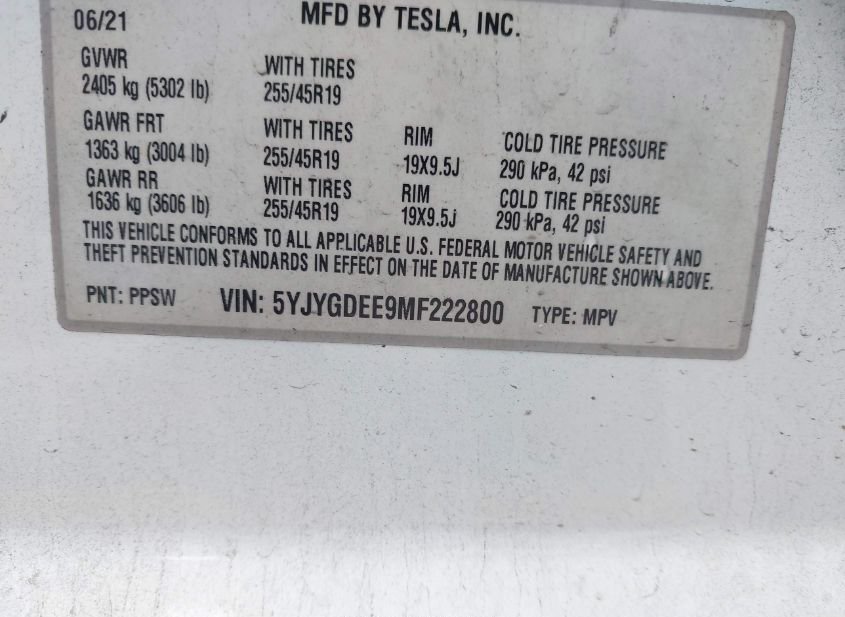 06/21 MFD BY TESLA, INC.
GVWR WITH TIRES
2405 kg (5302 lb) 255/45R19
GAWR FRT WITH TIRES RIM COLD TIRE PRESSURE
1363 kg (3004 lb) 255/45R19 19X9.5J 290 kPa, 42 psi
GAWR RR WITH TIRES RIM COLD TIRE PRESSURE
1636 kg (3606 lb) 255/45R19 19X9.5J 290 kPa, 42 psi
THIS VEHICLE CONFORMS TO ALL APPLICABLE U.S. FEDERAL MOTOR VEHICLE SAFETY AND
THEFT PREVENTION STANDARDS IN EFFECT ON THE DATE OF MANUFACTURE SHOWN ABOVE.
PNT: PPSW VIN: 5YJYGDEE9MF222800 TYPE: MPV